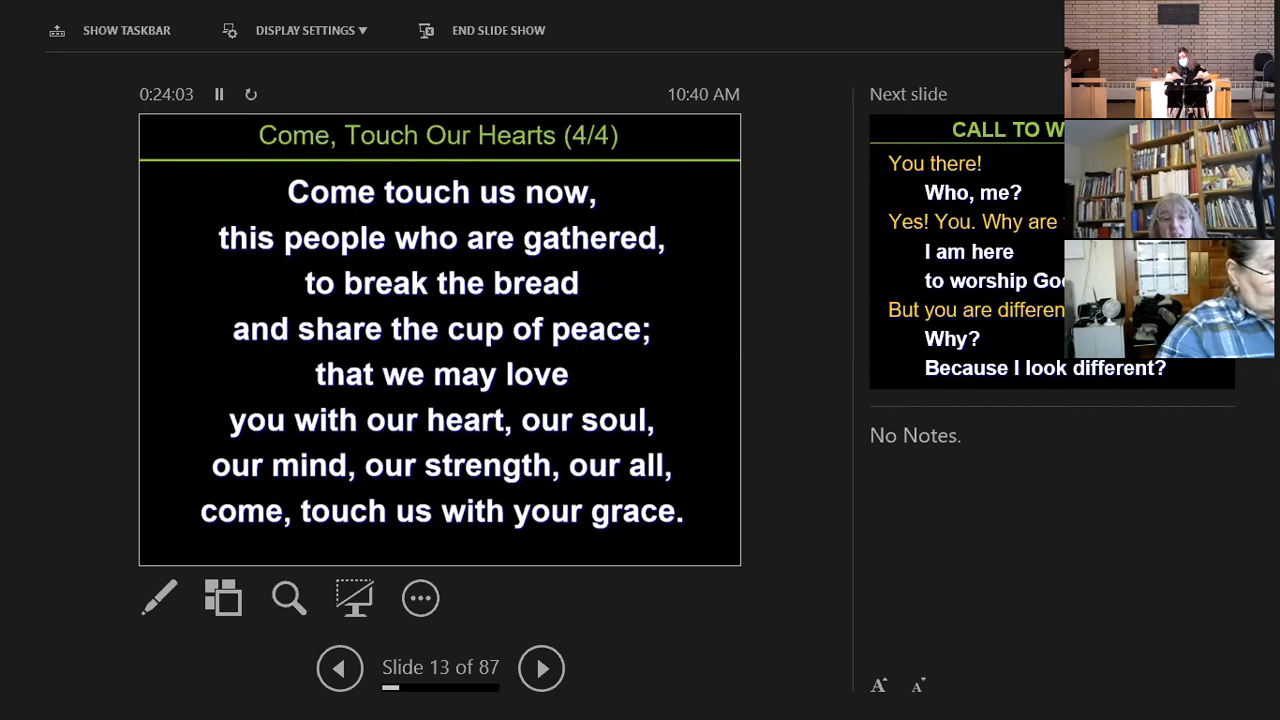 SHOW TASKBAR
DISPLAY SETTINGS
END SLIDE SHOW
0:24:03
10:40 AM
Come, Touch Our Hearts (4/4)
Come touch us now,
this people who are gathered,
to break the bread
and share the cup of peace;
that we may love
you with our heart, our soul,
our mind, our strength, our all,
come, touch us with your grace.
Slide 13 of 87
Next slide
CALL TO W
You there!
Who, me?
Yes! You. Why are
I am here
to worship Go
But you are differen
Why?
Because I look different?
No Notes.
A A